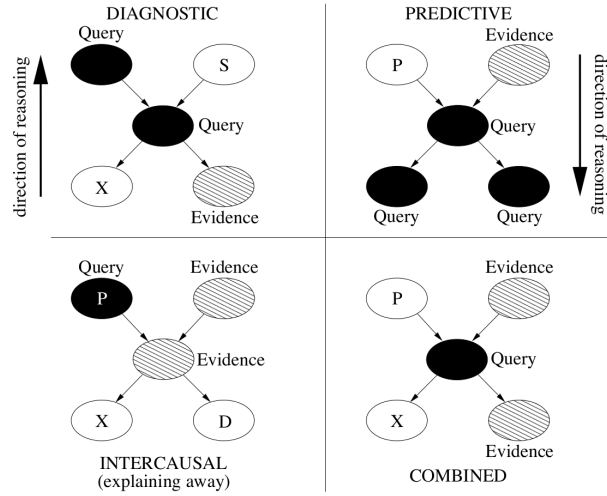 DIAGNOSTIC
Query
S
Query
X
Evidence
direction of reasoning
PREDICTIVE
Evidence
P
Query
Query
Query
direction of reasoning
Query
Evidence
P
Evidence
X
D
INTERCAUSAL
(explaining away)
Evidence
P
Query
X
Evidence
COMBINED